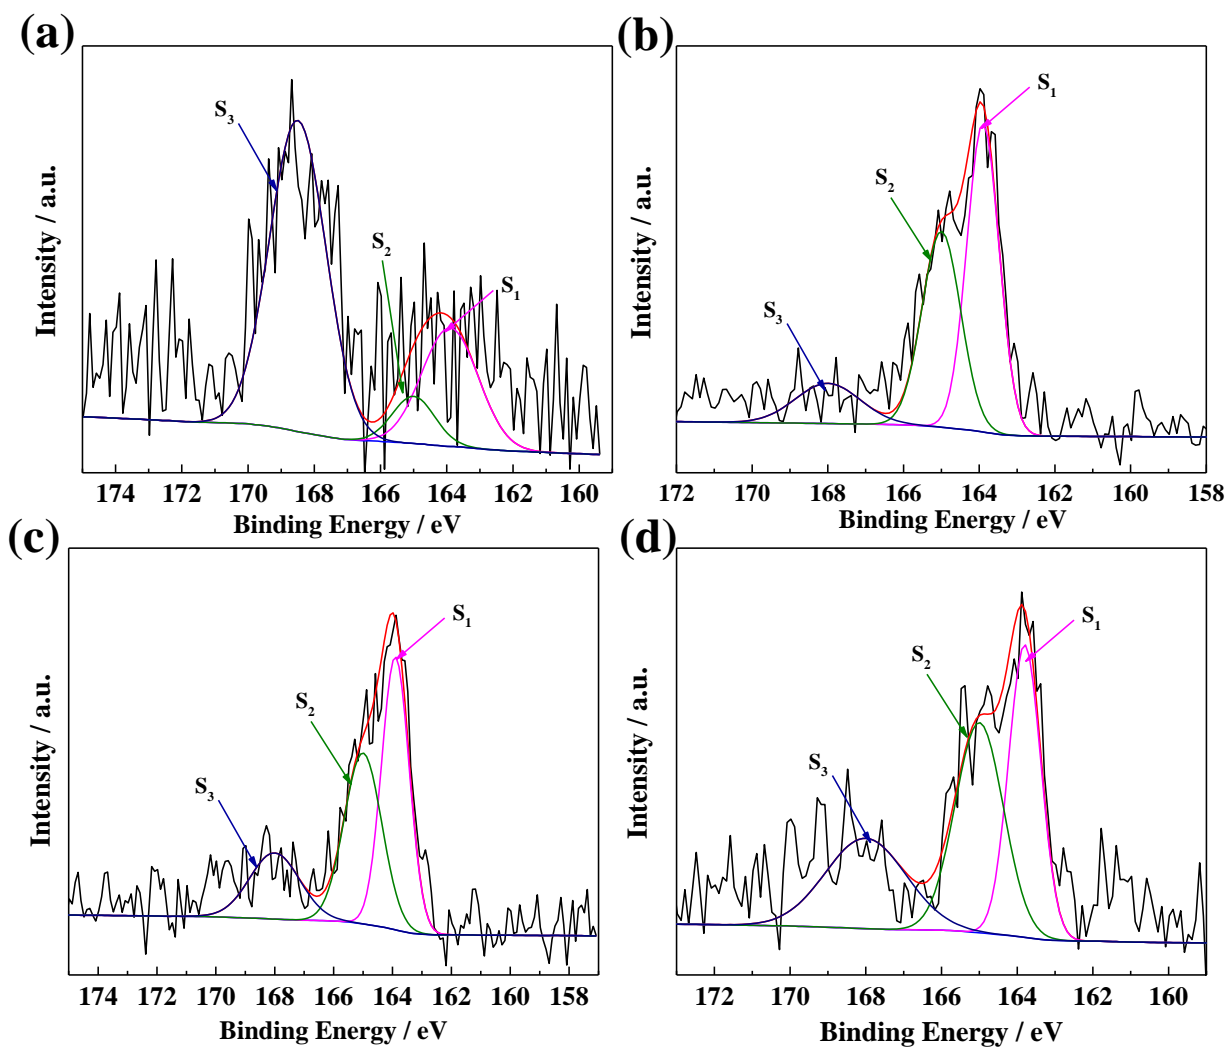 (a)
S3
S2
S1
Intensity / a.u.
174 172 170 168 166 164 162 160
Binding Energy / eV
(b)
S1
S2
S3
Intensity / a.u.
172 170 168 166 164 162 160 158
Binding Energy / eV
(c)
S1
S2
S3
Intensity / a.u.
174 172 170 168 166 164 162 160 158
Binding Energy / eV
(d)
S1
S2
S3
Intensity / a.u.
172 170 168 166 164 162 160
Binding Energy / eV